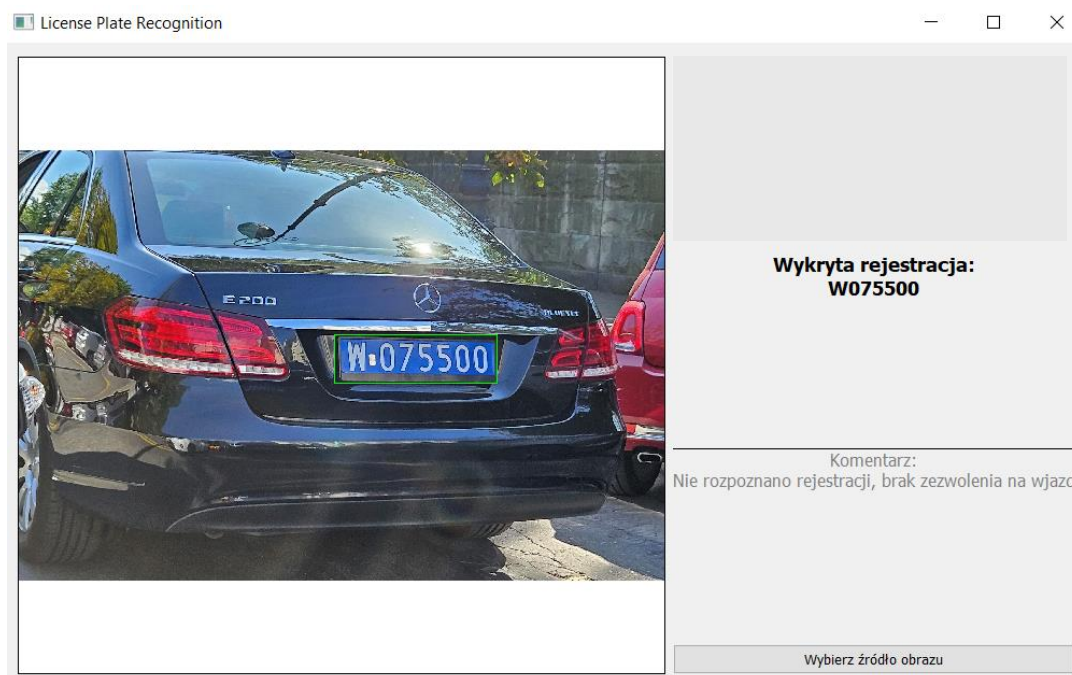 License Plate Recognition
E200
W 075500
Wykryta rejestracja:
W075500
Komentarz:
Nie rozpoznano rejestracji, brak zezwolenia na wjazd
Wybierz źródło obrazu